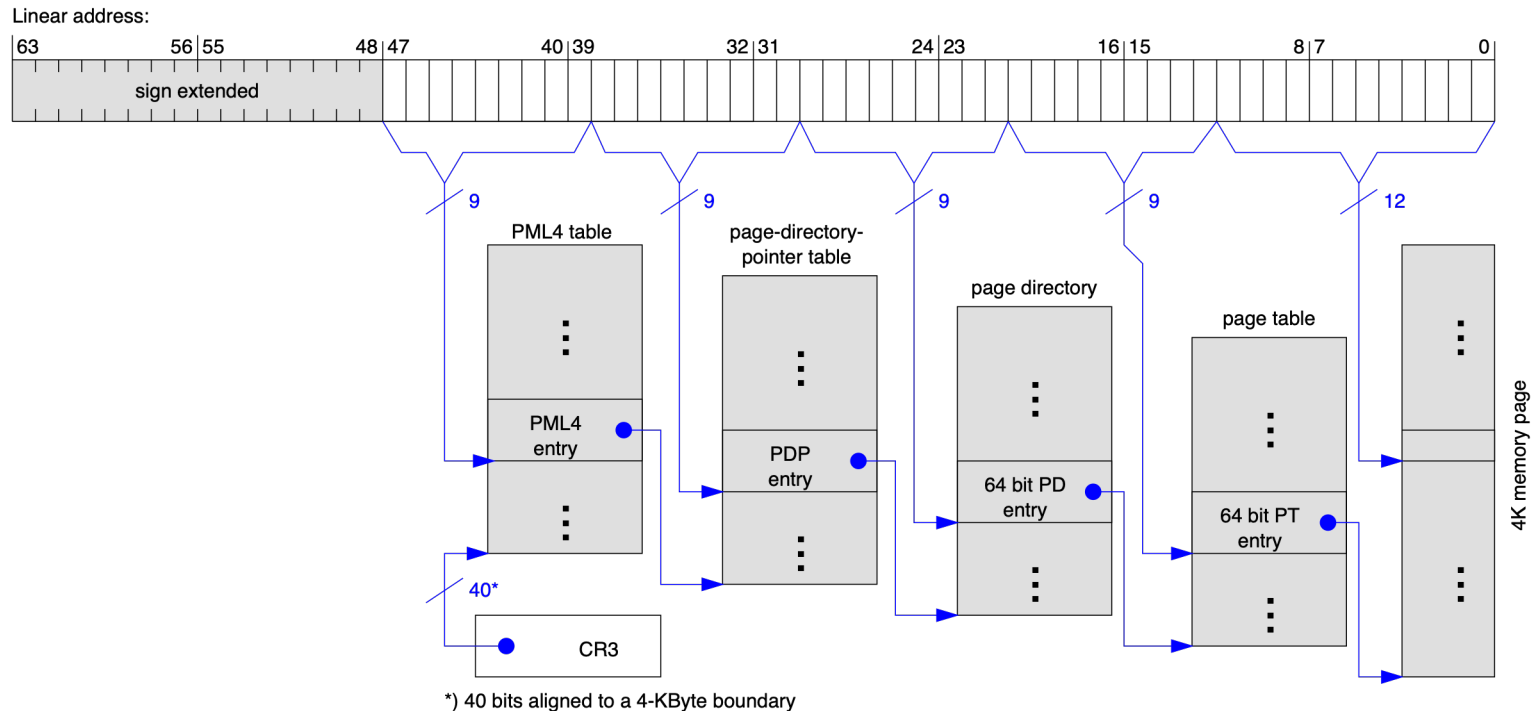 Linear address:
63 56 55 48 47 40 39 32 31 24 23 16 15 8 7 0
sign extended
9 9 9 9 12
PML4 table
page-directory-
pointer table
page directory
page table
PML4
entry
PDP
entry
64 bit PD
entry
64 bit PT
entry
4K memory page
40*
CR3
*) 40 bits aligned to a 4-KByte boundary